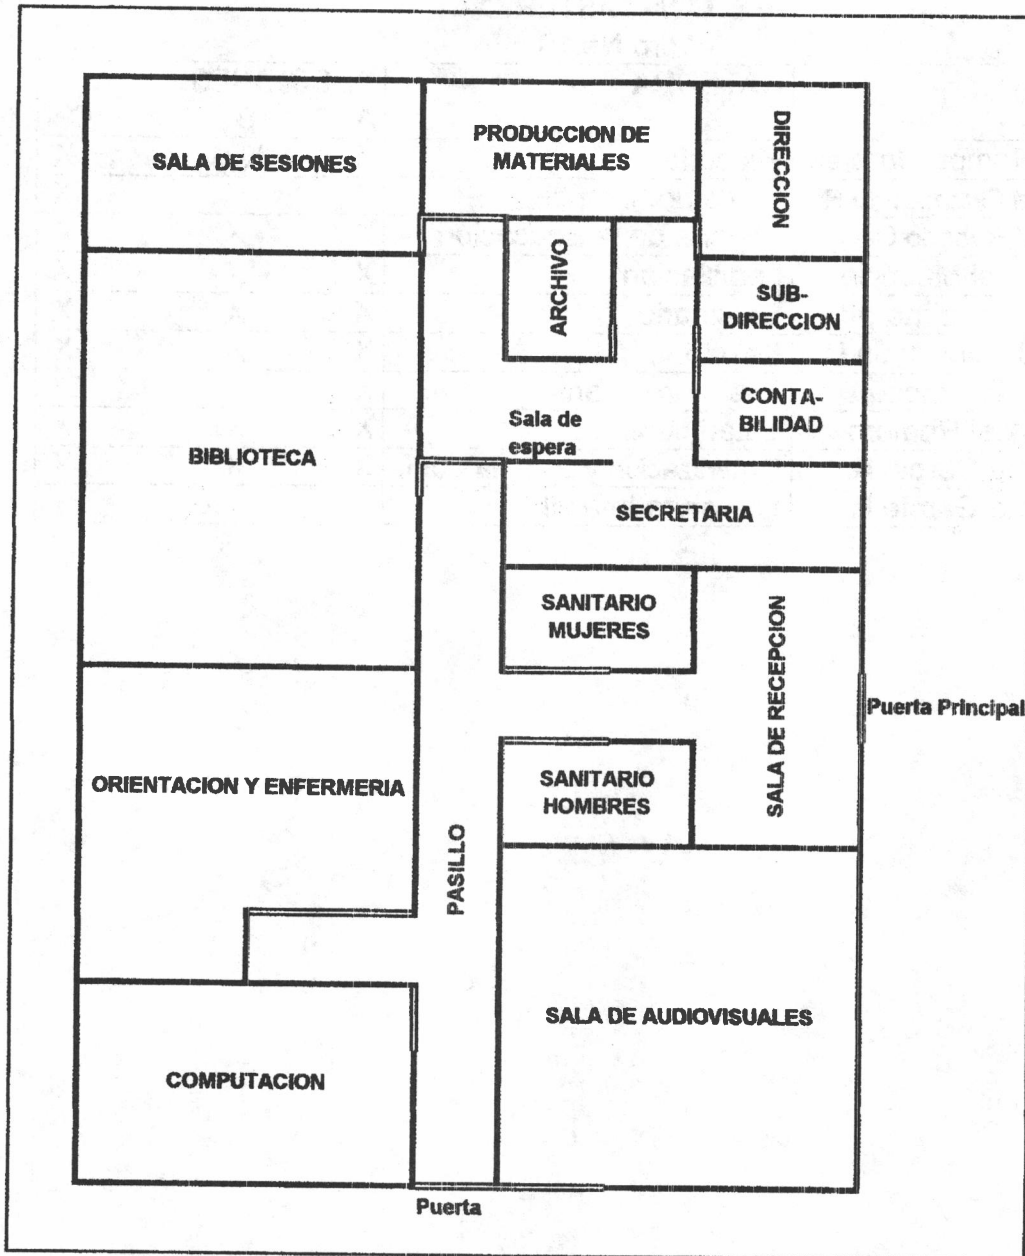 SALA DE SESIONES
PRODUCCION DE
MATERIALES
DIRECCION
ARCHIVO
SUB-
DIRECCION
CONTA-
BILIDAD
Sala de
espera
BIBLIOTECA
SECRETARIA
SANITARIO
MUJERES
SALA DE RECEPCION
Puerta Principal
ORIENTACION Y ENFERMERIA
SANITARIO
HOMBRES
PASILLO
SALA DE AUDIOVISUALES
COMPUTACION
Puerta